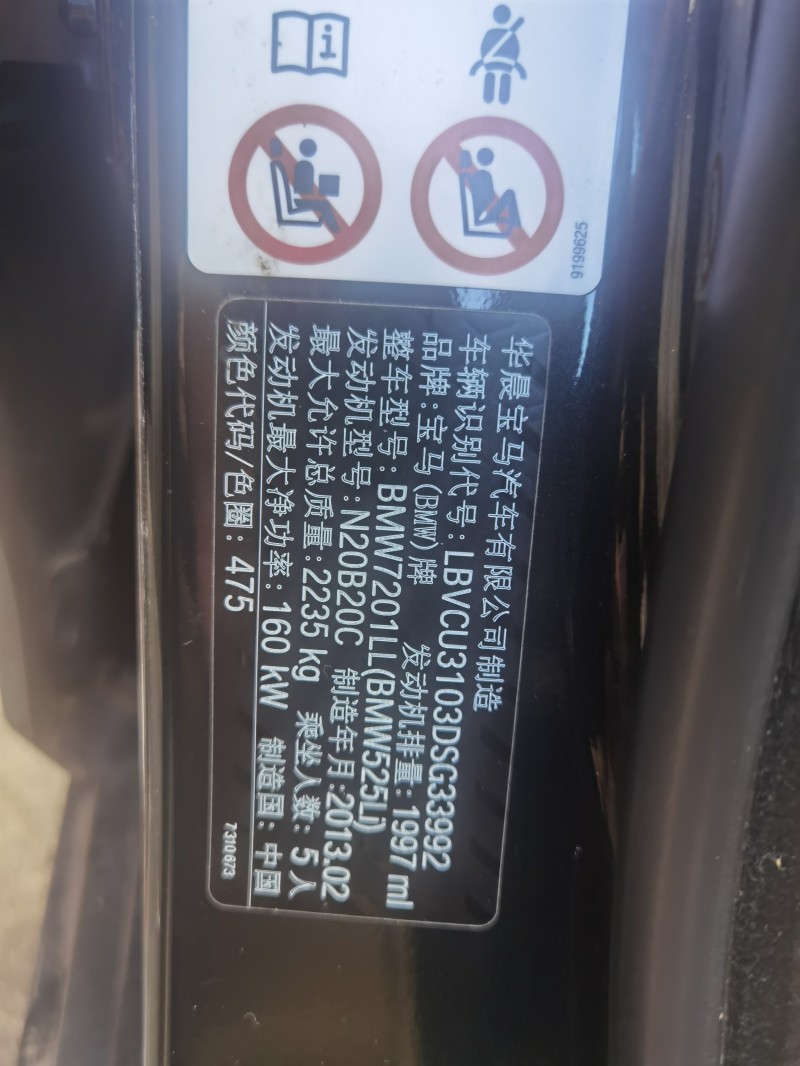 9199625
华晨宝马汽车有限公司制造
车辆识别代号：LBVCU3103DSG33992
品牌：宝马(BMW)牌 发动机排量：1997 ml
整车型号：BMW7201LL(BMW525Li)
发动机型号：N20B20C 制造年月：2013.02
最大允许总质量：2235 kg 乘坐人数：5人
发动机最大净功率：160 kW 制造国：中国
颜色代码/色圈：475
7 310 673